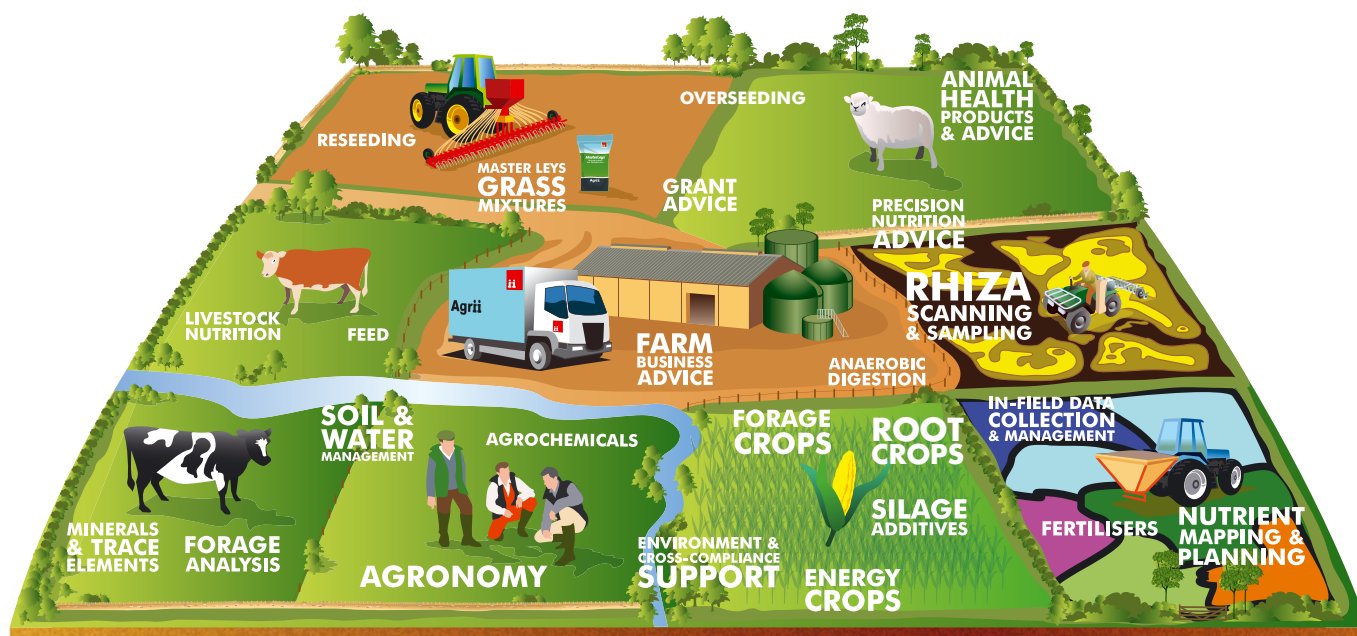 OVERSEEDING
ANIMAL
HEALTH
PRODUCTS
& ADVICE
RESEEDING
MASTER LEYS
GRASS
MIXTURES
Agrii
GRANT
ADVICE
PRECISION
NUTRITION
ADVICE
RHIZA
SCANNING
& SAMPLING
LIVESTOCK
NUTRITION
FEED
Agrii
FARM
BUSINESS
ADVICE
ANAEROBIC
DIGESTION
SOIL &
WATER
MANAGEMENT
AGROCHEMICALS
FORAGE
CROPS
ROOT
CROPS
IN-FIELD DATA
COLLECTION
& MANAGEMENT
MINERALS
& TRACE
ELEMENTS
FORAGE
ANALYSIS
AGRONOMY
ENVIRONMENT &
CROSS-COMPLIANCE
SUPPORT
SILAGE
ADDITIVES
ENERGY
CROPS
FERTILISERS
NUTRIENT
MAPPING &
PLANNING